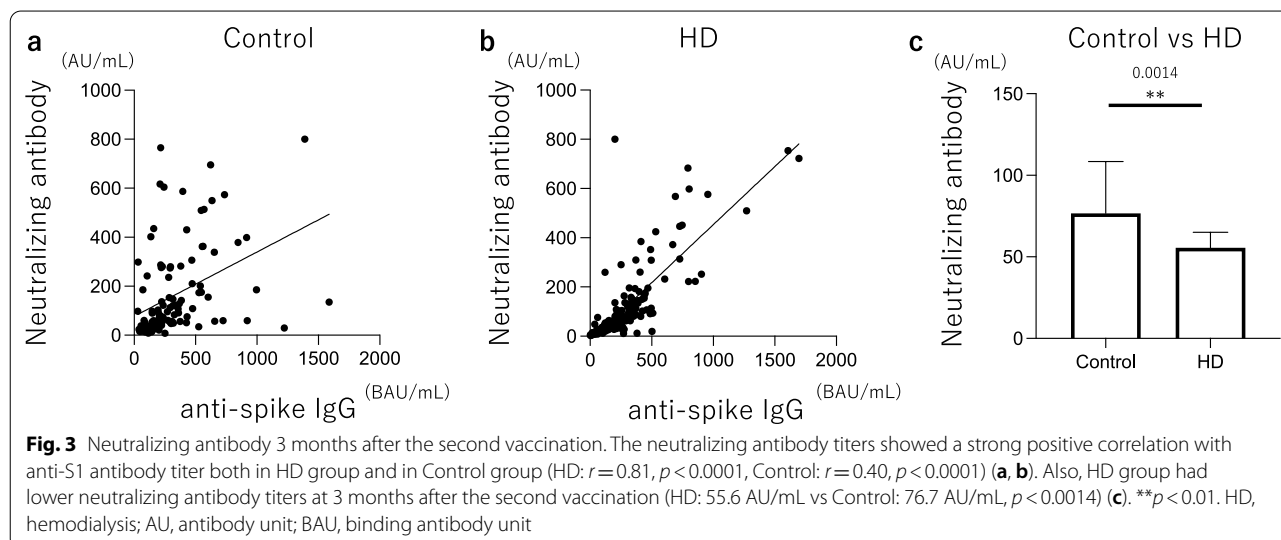 a
Control
(AU/mL)
Neutralizing antibody
1000
800
600
400
200
0
0 500 1000 1500 2000
(BAU/mL)
anti-spike IgG
b
HD
(AU/mL)
Neutralizing antibody
1000
800
600
400
200
0
0 500 1000 1500 2000
(BAU/mL)
anti-spike IgG
c
Control vs HD
(AU/mL)
0.0014
**
Neutralizing antibody
150
100
50
0
Control HD
Fig. 3 Neutralizing antibody 3 months after the second vaccination. The neutralizing antibody titers showed a strong positive correlation with
anti-S1 antibody titer both in HD group and in Control group (HD: r = 0.81, p < 0.0001, Control: r = 0.40, p < 0.0001) (a, b). Also, HD group had
lower neutralizing antibody titers at 3 months after the second vaccination (HD: 55.6 AU/mL vs Control: 76.7 AU/mL, p < 0.0014) (c). **p < 0.01. HD,
hemodialysis; AU, antibody unit; BAU, binding antibody unit